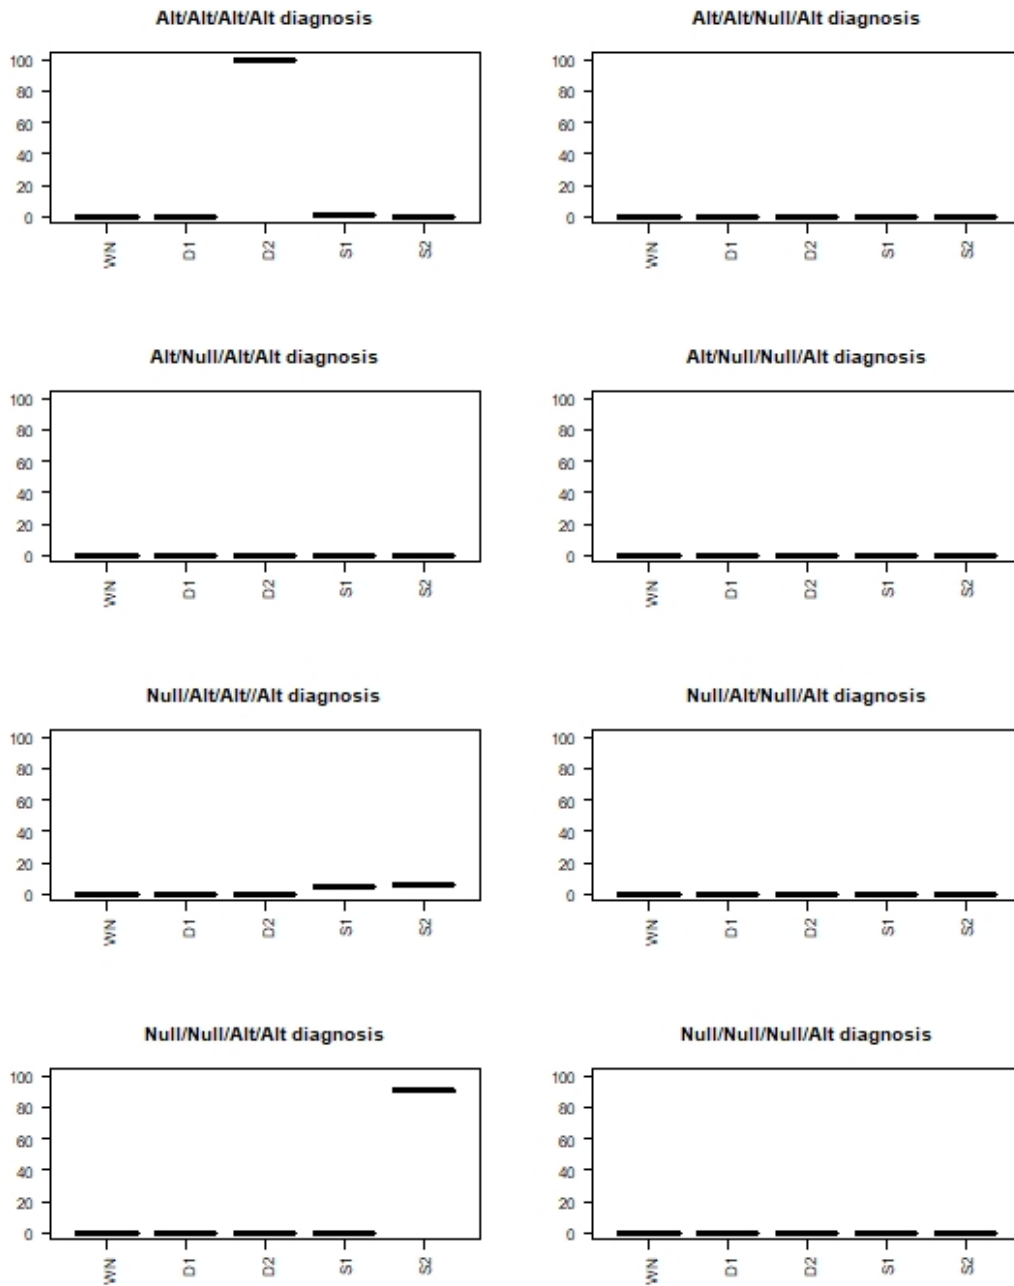 Alt/Alt/Alt/Alt diagnosis
100
80
60
40
20
0
WN
D1
D2
S1
S2
Alt/Alt/Null/Alt diagnosis
100
80
60
40
20
0
WN
D1
D2
S1
S2
Alt/Null/Alt/Alt diagnosis
100
80
60
40
20
0
WN
D1
D2
S1
S2
Alt/Null/Null/Alt diagnosis
100
80
60
40
20
0
WN
D1
D2
S1
S2
Null/Alt/Alt//Alt diagnosis
100
80
60
40
20
0
WN
D1
D2
S1
S2
Null/Alt/Null/Alt diagnosis
100
80
60
40
20
0
WN
D1
D2
S1
S2
Null/Null/Alt/Alt diagnosis
100
80
60
40
20
0
WN
D1
D2
S1
S2
Null/Null/Null/Alt diagnosis
100
80
60
40
20
0
WN
D1
D2
S1
S2